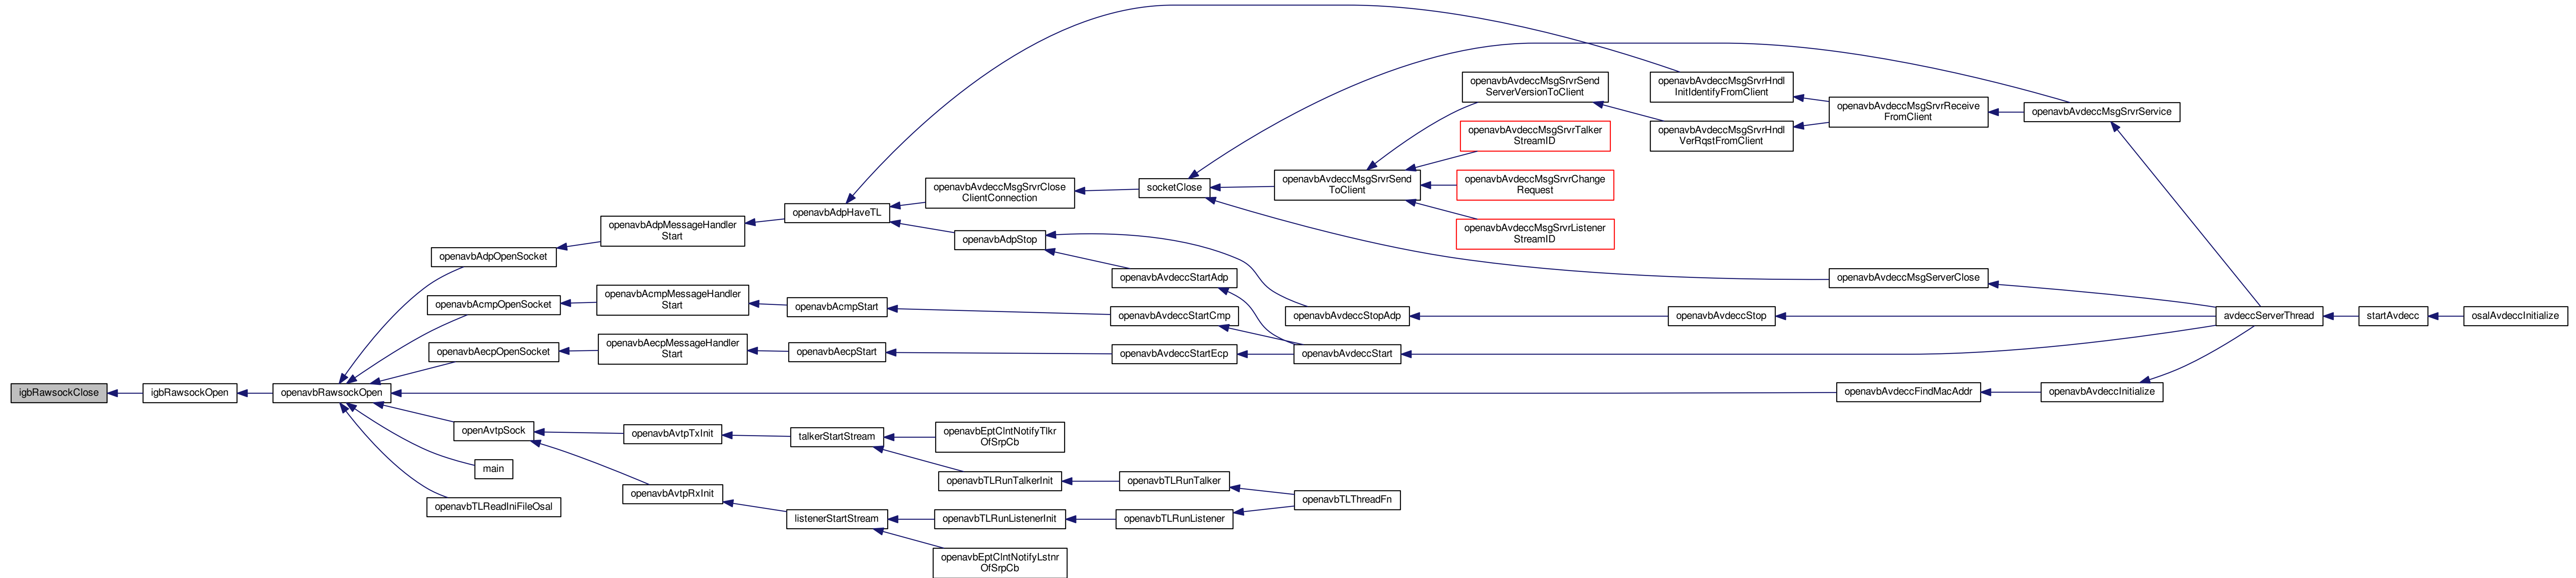 igbRawsockClose
igbRawsockOpen
openavbRawsockOpen
openavbAdpOpenSocket
openavbAcmpOpenSocket
openavbAecpOpenSocket
openAvtpSock
main
openavbTLReadIniFileOsal
openavbAdpMessageHandler
Start
openavbAcmpMessageHandler
Start
openavbAecpMessageHandler
Start
openavbAvtpTxInit
openavbAvtpRxInit
openavbAdpHaveTL
openavbAcmpStart
openavbAecpStart
talkerStartStream
listenerStartStream
openavbAvdeccMsgSrvrClose
ClientConnection
openavbAdpStop
openavbEptClntNotifyTlkr
OfSrpCb
openavbTLRunTalkerInit
openavbTLRunListenerInit
openavbEptClntNotifyLstnr
OfSrpCb
socketClose
openavbAvdeccStartAdp
openavbAvdeccStartCmp
openavbAvdeccStartEcp
openavbTLRunTalker
openavbTLRunListener
openavbAvdeccMsgSrvrSend
ToClient
openavbAvdeccStopAdp
openavbAvdeccStart
openavbTLThreadFn
openavbAvdeccMsgSrvrSend
ServerVersionToClient
openavbAvdeccMsgSrvrTalker
StreamID
openavbAvdeccMsgSrvrChange
Request
openavbAvdeccMsgSrvrListener
StreamID
openavbAvdeccMsgSrvrHndl
InitIdentifyFromClient
openavbAvdeccMsgSrvrHndl
VerRqstFromClient
openavbAvdeccStop
openavbAvdeccMsgSrvrReceive
FromClient
openavbAvdeccMsgServerClose
openavbAvdeccFindMacAddr
openavbAvdeccMsgSrvrService
openavbAvdeccInitialize
avdeccServerThread
startAvdecc
osalAvdeccInitialize